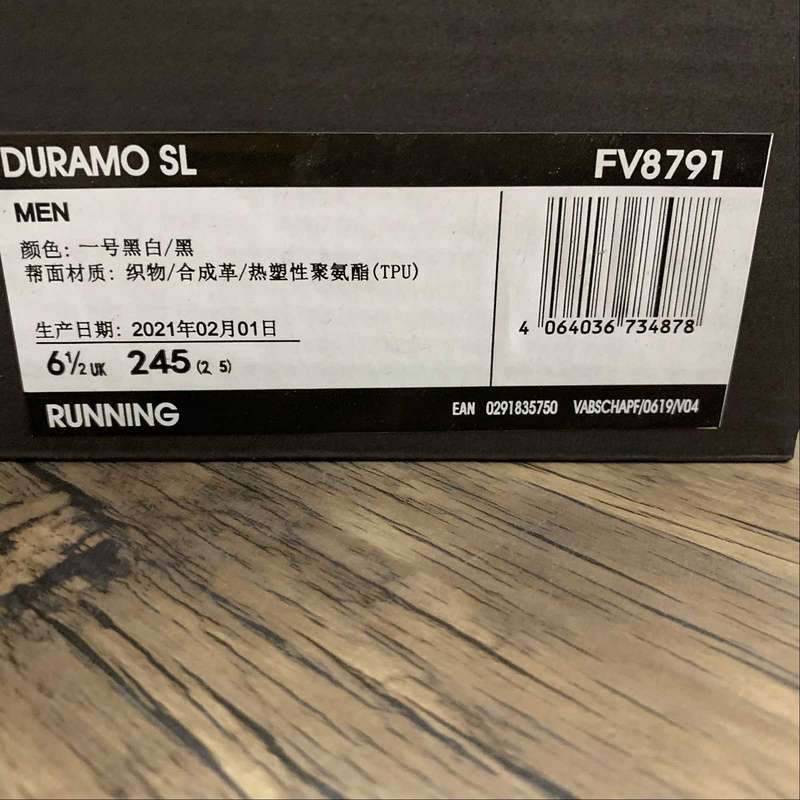 DURAMO SL FV8791
MEN
颜色: 一号黑白/黑
帮面材质: 织物/合成革/热塑性聚氨酯(TPU)
生产日期: 2021年02月01日
6½ UK 245 (2.5)
4 064036 734878
RUNNING EAN 0291835750 VABSCHAPF/0619/V04